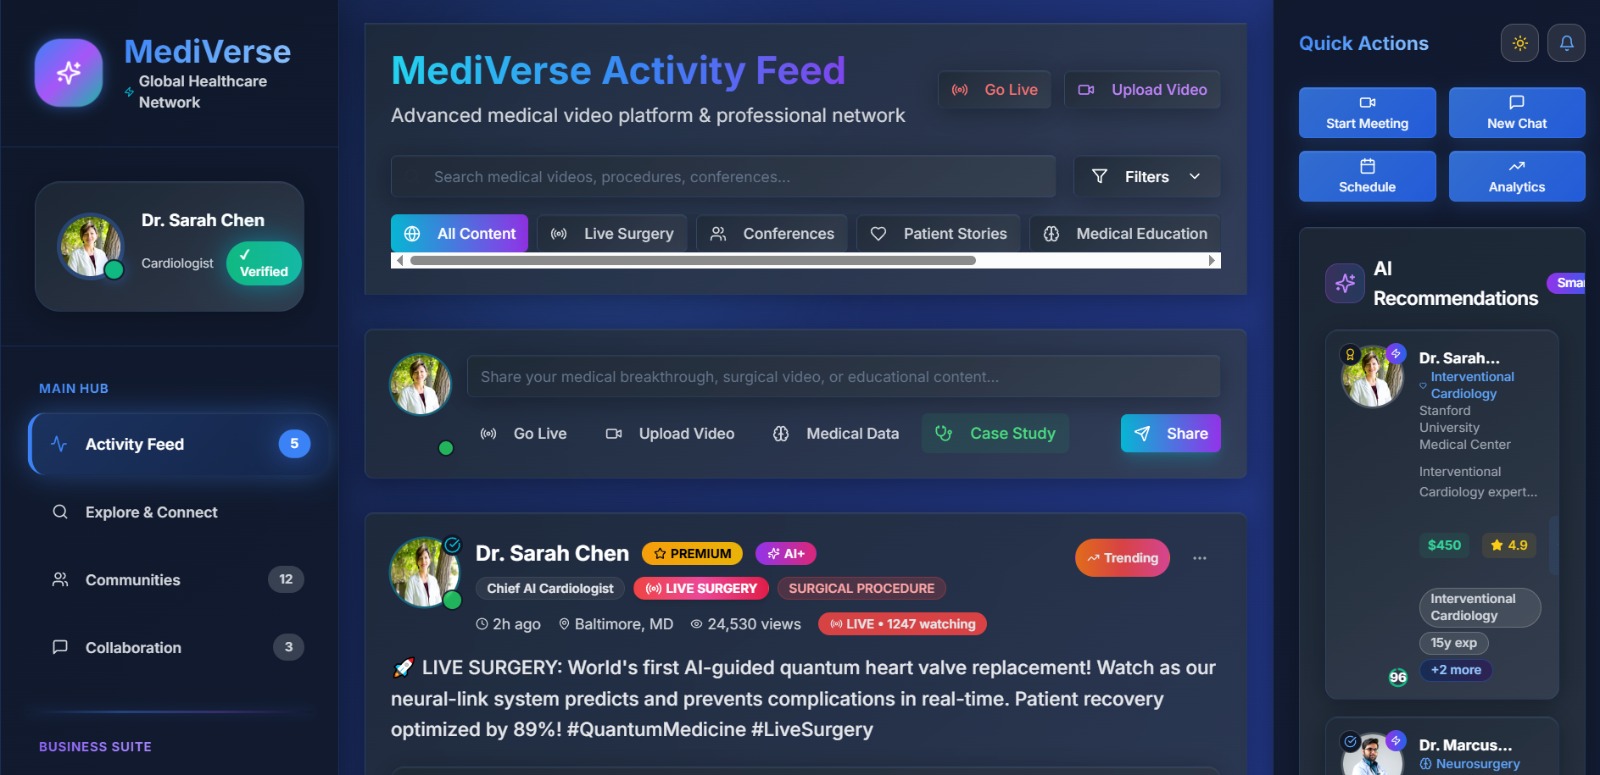 MediVerse
Global Healthcare
Network
Dr. Sarah Chen
Cardiologist
✓
Verified
MAIN HUB
Activity Feed
5
Explore & Connect
Communities
12
Collaboration
3
BUSINESS SUITE
MediVerse Activity Feed
Advanced medical video platform & professional network
Go Live
Upload Video
Search medical videos, procedures, conferences...
Filters
All Content
Live Surgery
Conferences
Patient Stories
Medical Education
Share your medical breakthrough, surgical video, or educational content...
Go Live
Upload Video
Medical Data
Case Study
Share
Dr. Sarah Chen
PREMIUM
AI+
Trending
Chief AI Cardiologist
LIVE SURGERY
SURGICAL PROCEDURE
2h ago
Baltimore, MD
24,530 views
LIVE • 1247 watching
🚀 LIVE SURGERY: World's first AI-guided quantum heart valve replacement! Watch as our
neural-link system predicts and prevents complications in real-time. Patient recovery
optimized by 89%! #QuantumMedicine #LiveSurgery
Quick Actions
Start Meeting
New Chat
Schedule
Analytics
AI
Recommendations
Smar
Dr. Sarah...
Interventional
Cardiology
Stanford
University
Medical Center
Interventional
Cardiology expert...
$450
4.9
Interventional
Cardiology
15y exp
+2 more
96
Dr. Marcus...
Neurosurgery